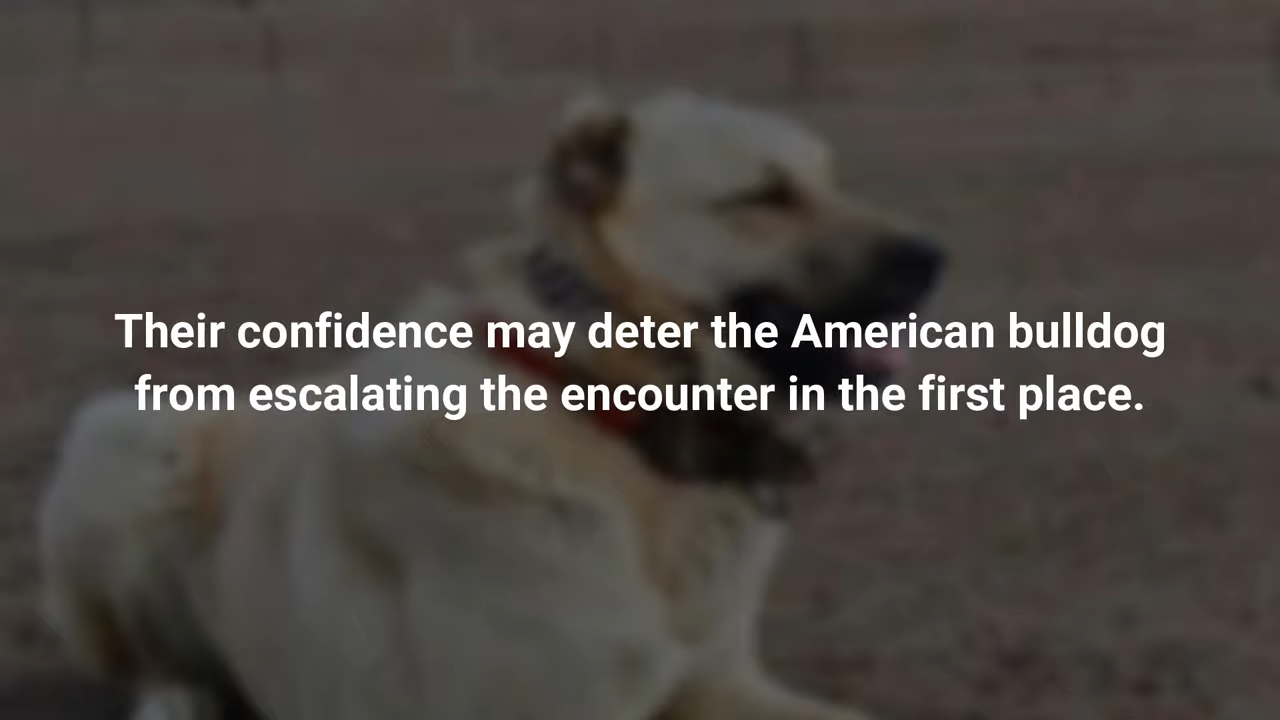 Their confidence may deter the American bulldog
from escalating the encounter in the first place.